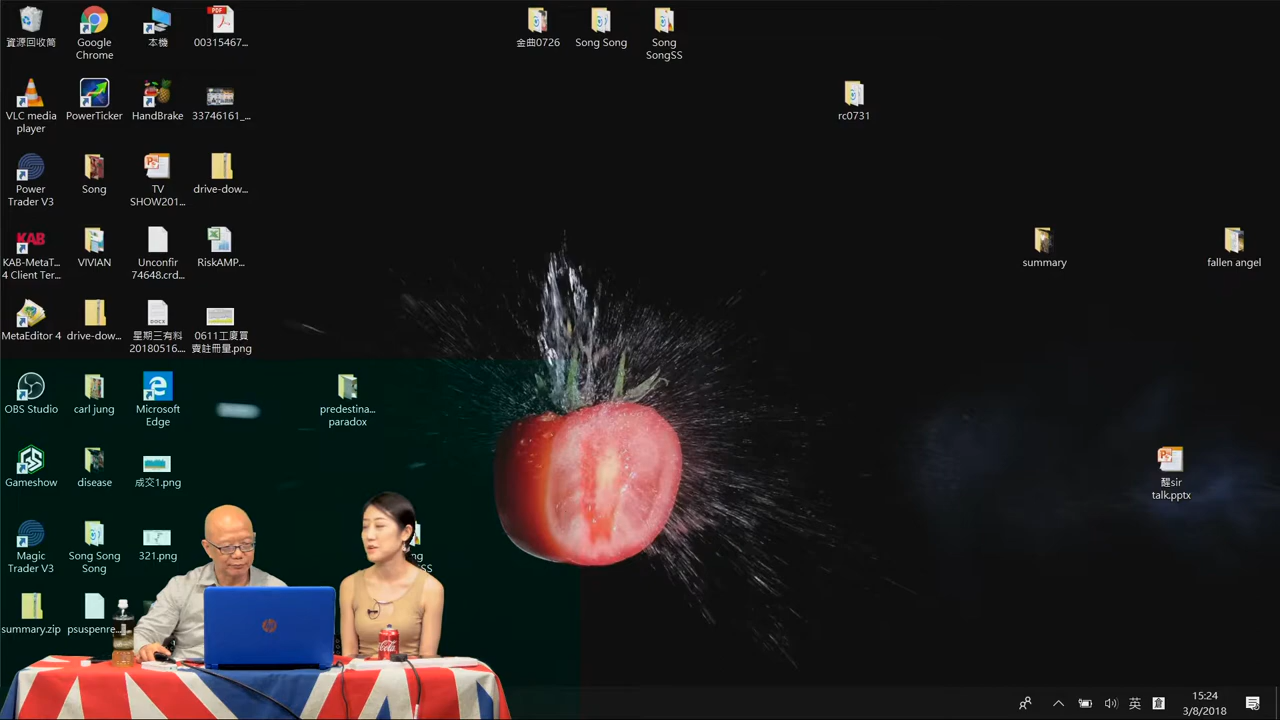 資源回收筒
Google
Chrome
本機
PDF
00315467...
金曲0726
Song Song
Song
SongSS
VLC media
player
PowerTicker
HandBrake
33746161_...
rc0731
Power
Trader V3
Song
TV
SHOW201...
drive-dow...
KAB
KAB-MetaT...
4 Client Ter...
VIVIAN
Unconfir
74648.crd...
RiskAMP...
summary
fallen angel
MetaEditor 4
drive-dow...
DOCX
星期三有料
20180516....
0611工廈買
賣註冊量.png
OBS Studio
carl jung
Microsoft
Edge
predestina...
paradox
Gameshow
disease
成交1.png
醒sir
talk.pptx
Magic
Trader V3
Song Song
Song
321.png
summary.zip
psuspenre...
英
倉
15:24
3/8/2018